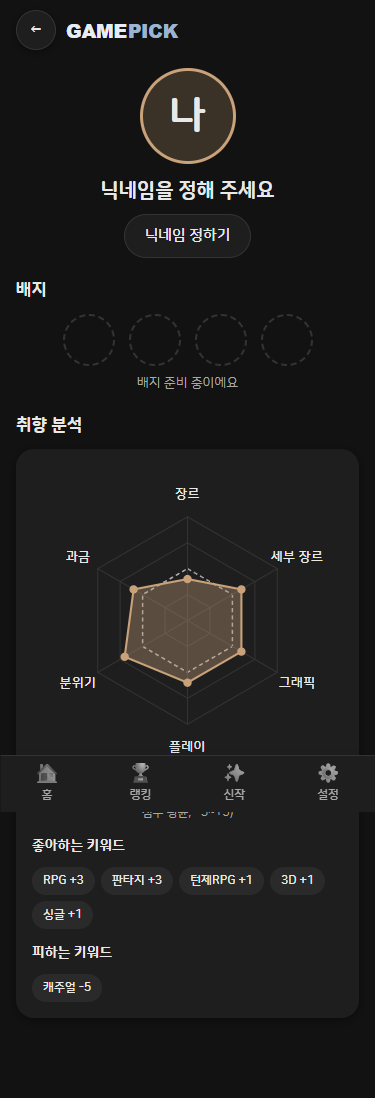 ←
GAMEPICK
나
닉네임을 정해 주세요
닉네임 정하기
배지
배지 준비 중이에요
취향 분석
장르
과금
세부 장르
분위기
그래픽
플레이
홈
랭킹
신작
설정
좋아하는 키워드
RPG +3
판타지 +3
턴제RPG +1
3D +1
싱글 +1
피하는 키워드
캐주얼 -5